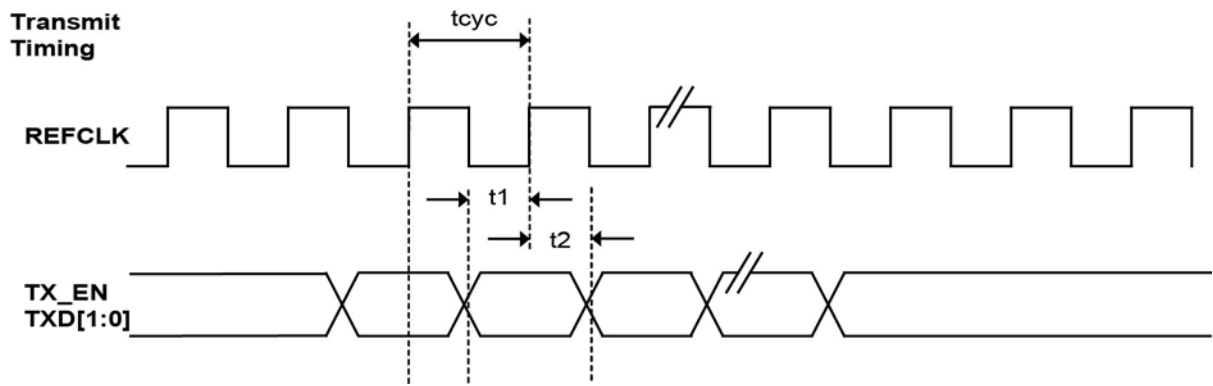 Transmit
Timing
tcyc
REFCLK
t1
t2
TX_EN
TXD[1:0]